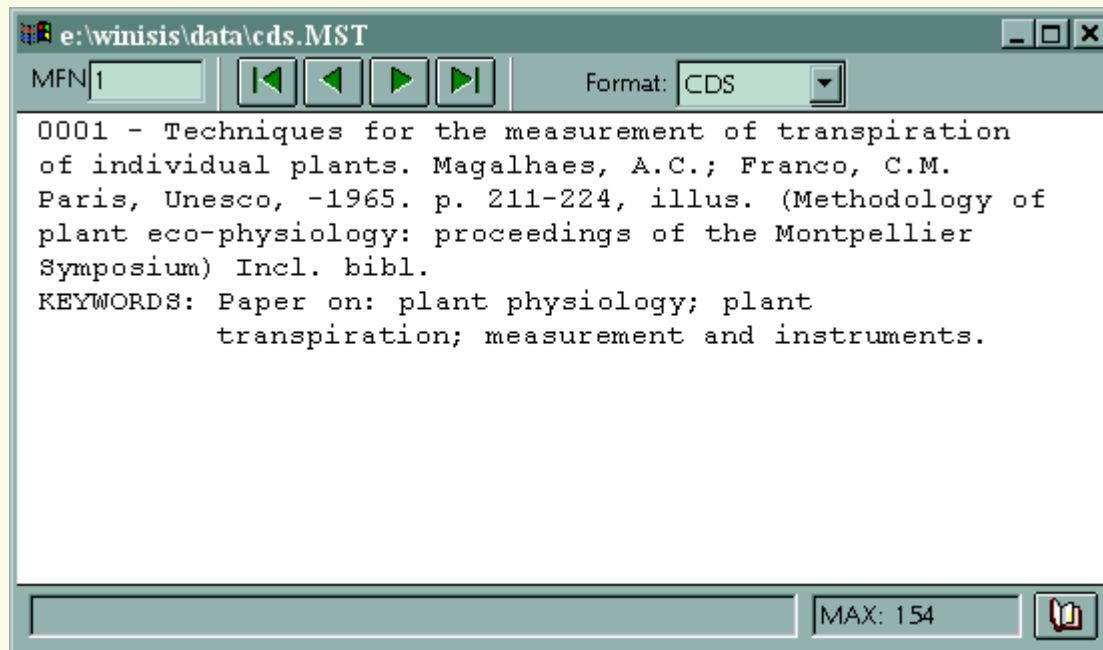 e:\winisis\data\cds.MST
MFN 1 Format: CDS
0001 - Techniques for the measurement of transpiration
of individual plants. Magalhaes, A.C.; Franco, C.M.
Paris, Unesco, -1965. p. 211-224, illus. (Methodology of
plant eco-physiology: proceedings of the Montpellier
Symposium) Incl. bibl.
KEYWORDS: Paper on: plant physiology; plant
transpiration; measurement and instruments.
MAX: 154